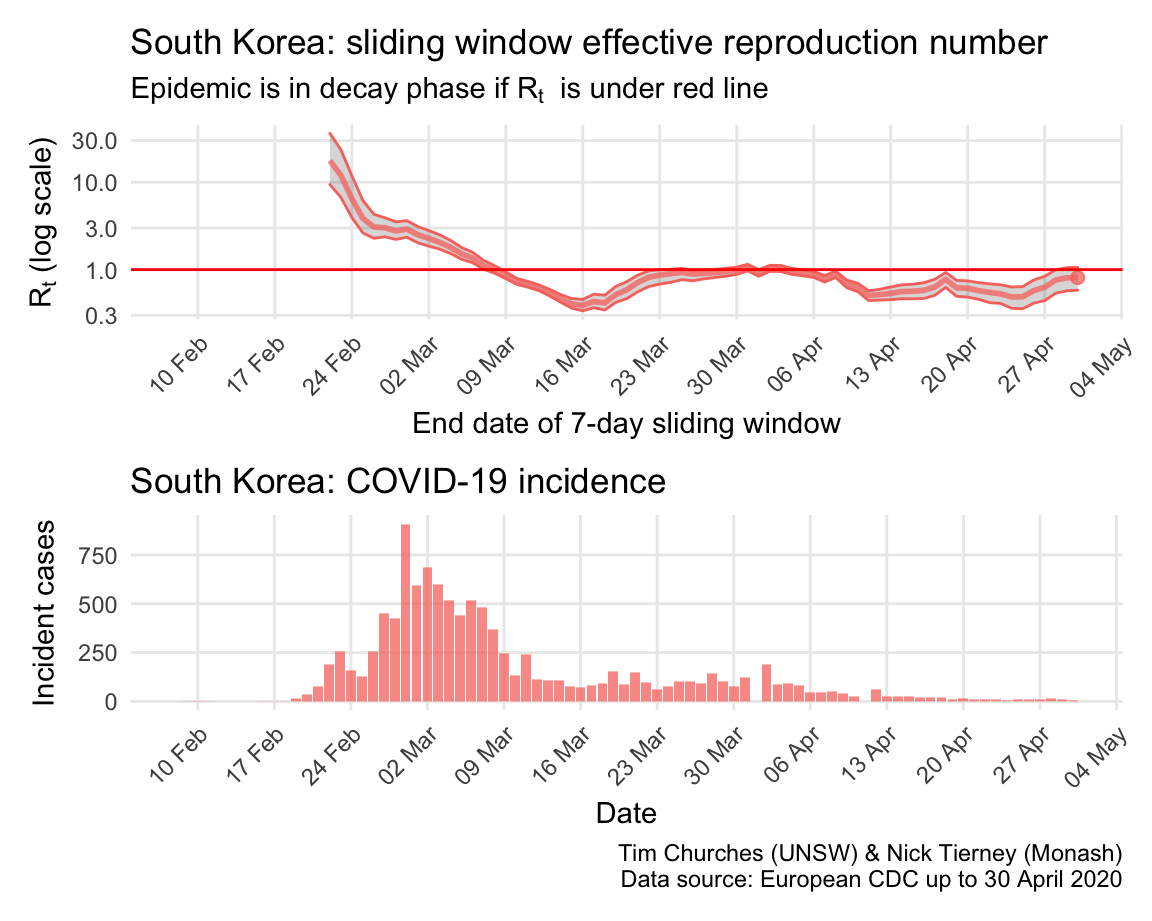 South Korea: sliding window effective reproduction number
Epidemic is in decay phase if Rt is under red line
Rt (log scale)
30.0
10.0
3.0
1.0
0.3
10 Feb
17 Feb
24 Feb
02 Mar
09 Mar
16 Mar
23 Mar
30 Mar
06 Apr
13 Apr
20 Apr
27 Apr
04 May
End date of 7-day sliding window
South Korea: COVID-19 incidence
Incident cases
750
500
250
0
10 Feb
17 Feb
24 Feb
02 Mar
09 Mar
16 Mar
23 Mar
30 Mar
06 Apr
13 Apr
20 Apr
27 Apr
04 May
Date
Tim Churches (UNSW) & Nick Tierney (Monash)
Data source: European CDC up to 30 April 2020